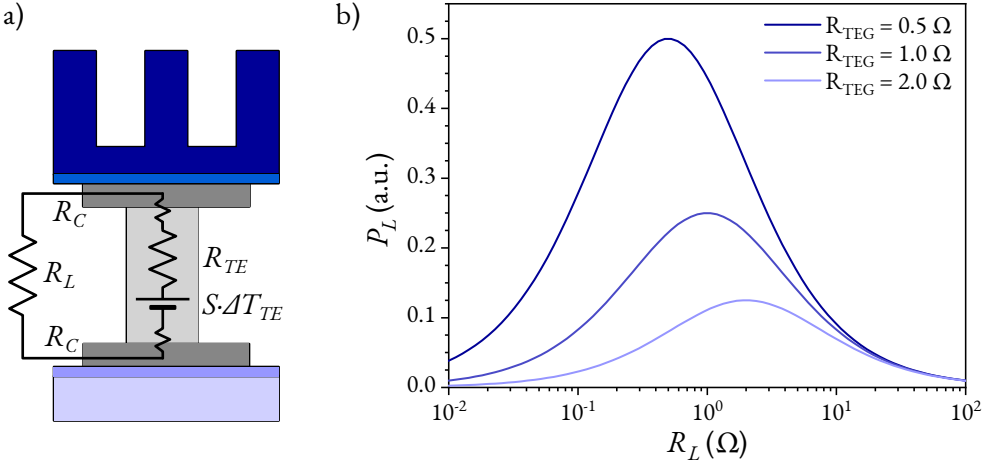 a)
R_C
R_L
R_TE
S·ΔT_TE
R_C
b)
R_TEG = 0.5 Ω
R_TEG = 1.0 Ω
R_TEG = 2.0 Ω
P_L (a.u.)
0.5
0.4
0.3
0.2
0.1
0.0
10^-2
10^-1
10^0
10^1
10^2
R_L (Ω)